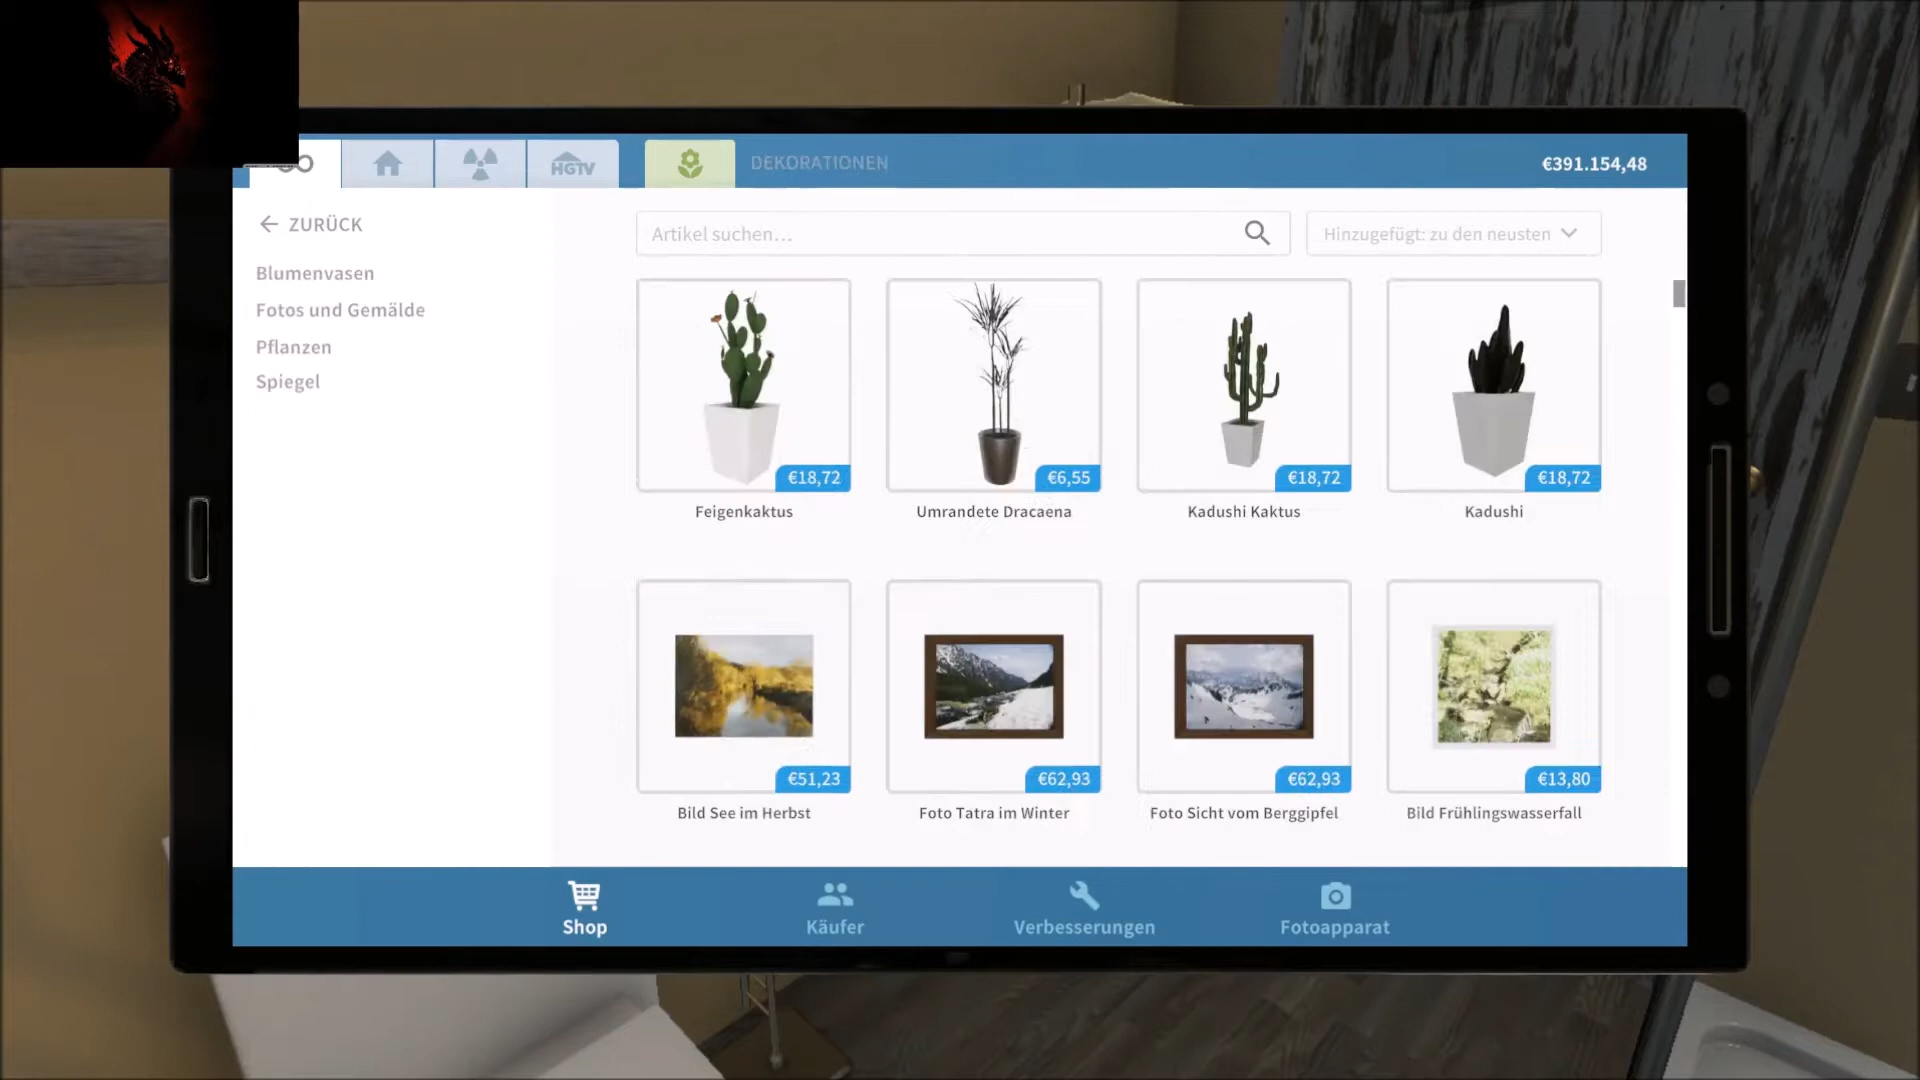 HGTV
DEKORATIONEN
€391.154,48
ZURÜCK
Blumenvasen
Fotos und Gemälde
Pflanzen
Spiegel
Artikel suchen...
Hinzugefügt: zu den neusten
€18,72
€6,55
€18,72
€18,72
Feigenkaktus
Umrandete Dracaena
Kadushi Kaktus
Kadushi
€51,23
€62,93
€62,93
€13,80
Bild See im Herbst
Foto Tatra im Winter
Foto Sicht vom Berggipfel
Bild Frühlingswasserfall
Shop
Käufer
Verbesserungen
Fotoapparat